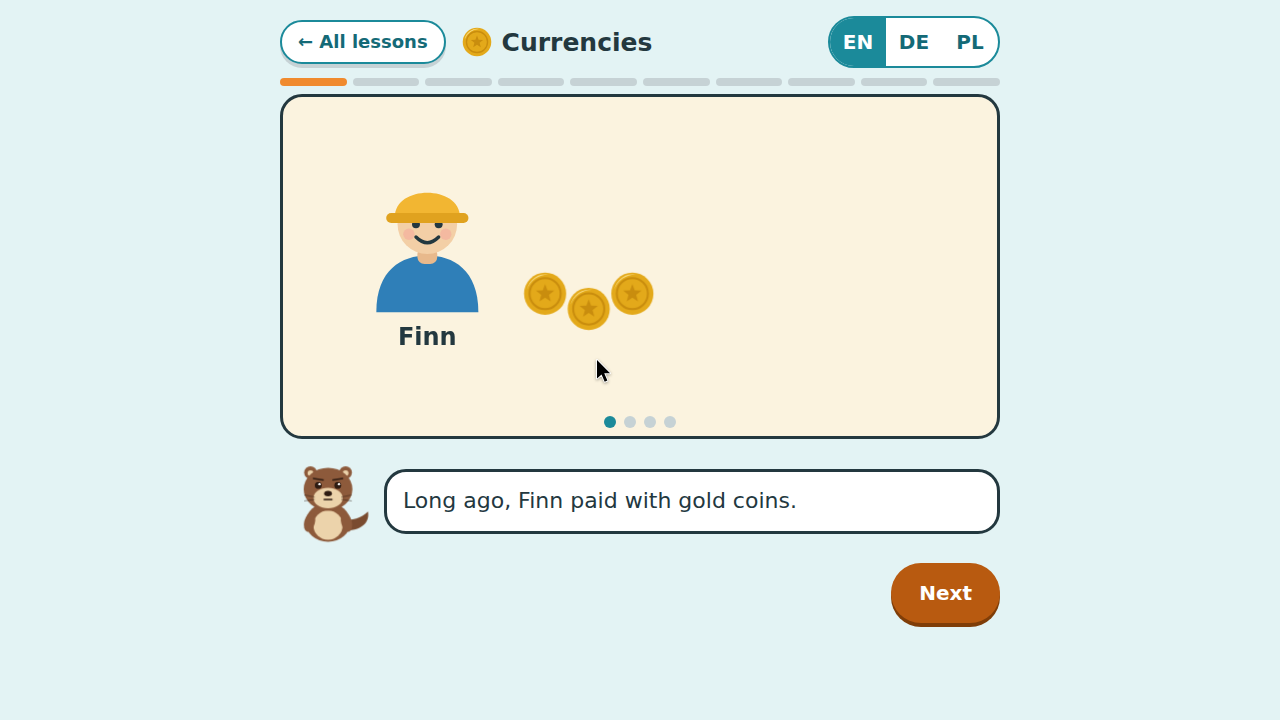 ← All lessons
Currencies
EN DE PL
Finn
Long ago, Finn paid with gold coins.
Next